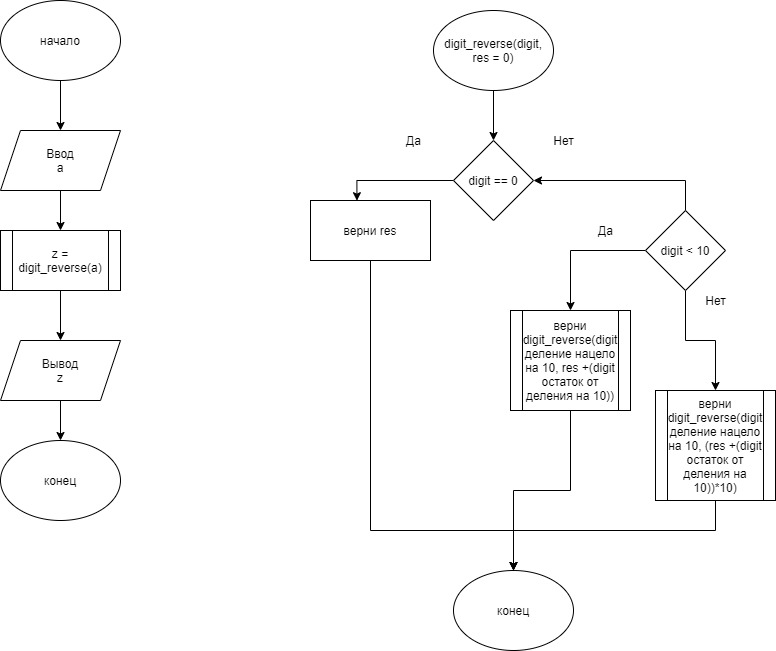 начало
Ввод
a
z =
digit_reverse(a)
Вывод
z
конец
digit_reverse(digit,
res = 0)
Да
Нет
digit == 0
верни res
Да
digit < 10
Нет
верни
digit_reverse(digit
деление нацело
на 10, res +(digit
остаток от
деления на 10))
верни
digit_reverse(digit
деление нацело
на 10, (res +(digit
остаток от
деления на
10))*10)
конец